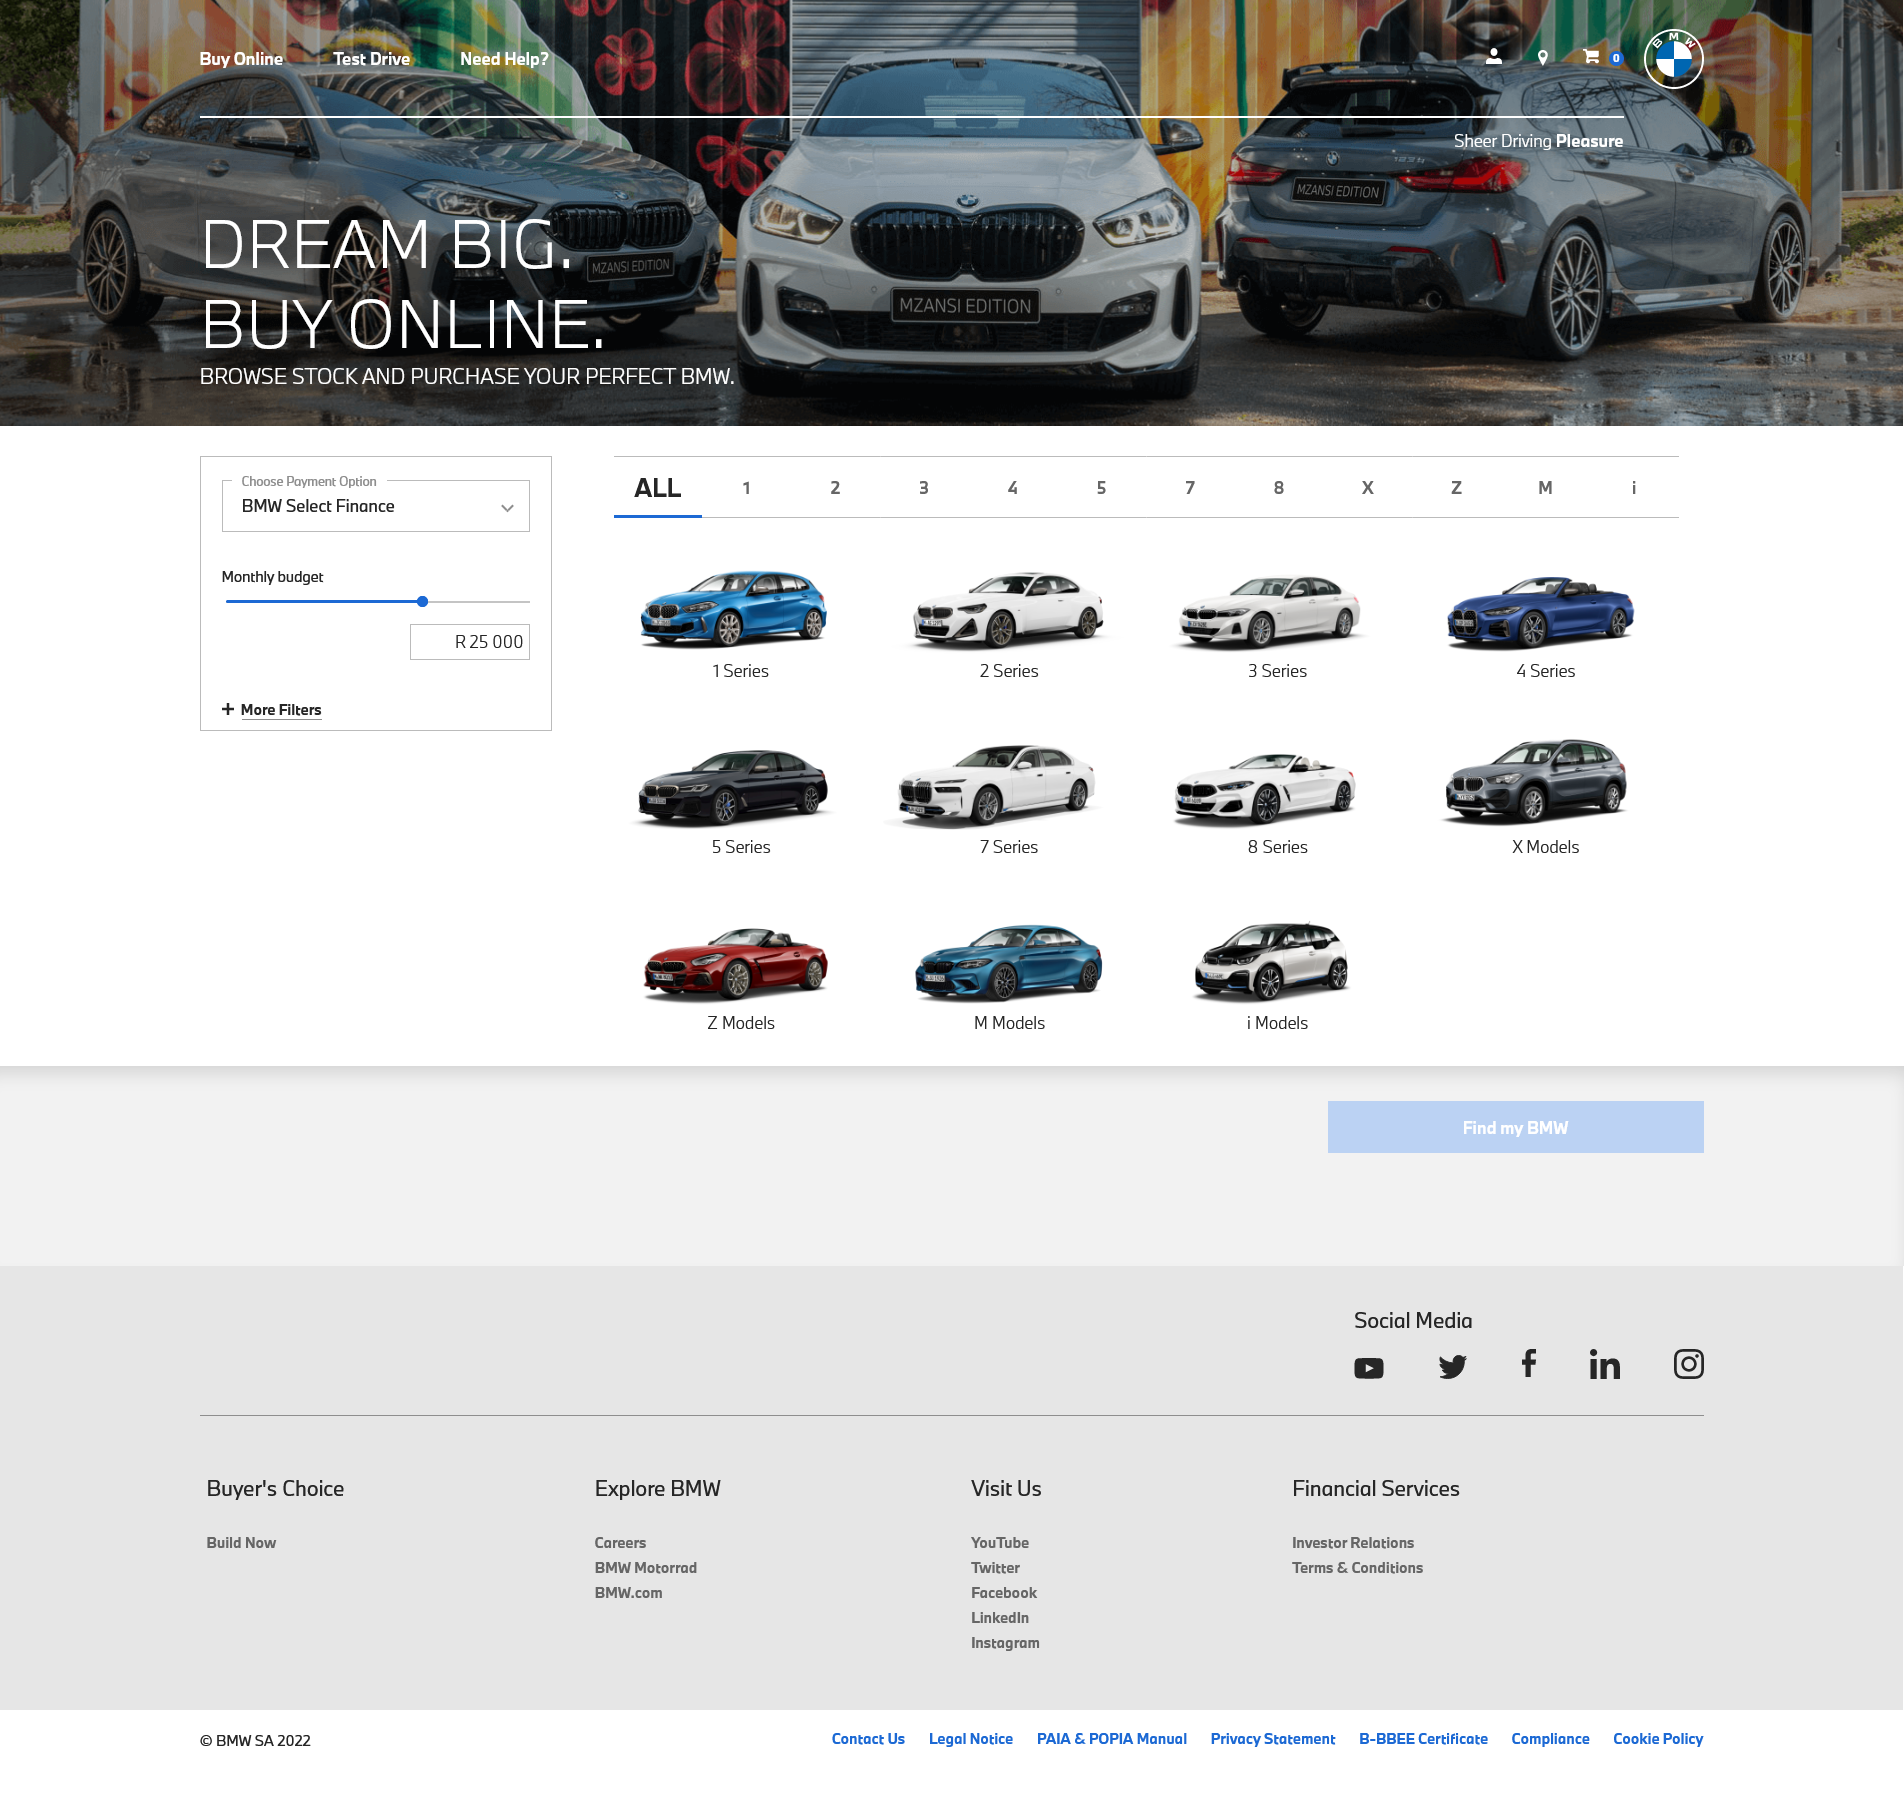 Buy Online
Test Drive
Need Help?
0
BMW
Sheer Driving Pleasure
DREAM BIG.
BUY ONLINE.
BROWSE STOCK AND PURCHASE YOUR PERFECT BMW.
MZANSI EDITION
MZANSI EDITION
MZANSI EDITION
Choose Payment Option
BMW Select Finance
Monthly budget
R 25 000
More Filters
ALL 1 2 3 4 5 7 8 X Z M i
1 Series
2 Series
3 Series
4 Series
5 Series
7 Series
8 Series
X Models
Z Models
M Models
i Models
Find my BMW
Social Media
Buyer's Choice
Build Now
Explore BMW
Careers
BMW Motorrad
BMW.com
Visit Us
YouTube
Twitter
Facebook
LinkedIn
Instagram
Financial Services
Investor Relations
Terms & Conditions
© BMW SA 2022
Contact Us
Legal Notice
PAIA & POPIA Manual
Privacy Statement
B-BBEE Certificate
Compliance
Cookie Policy